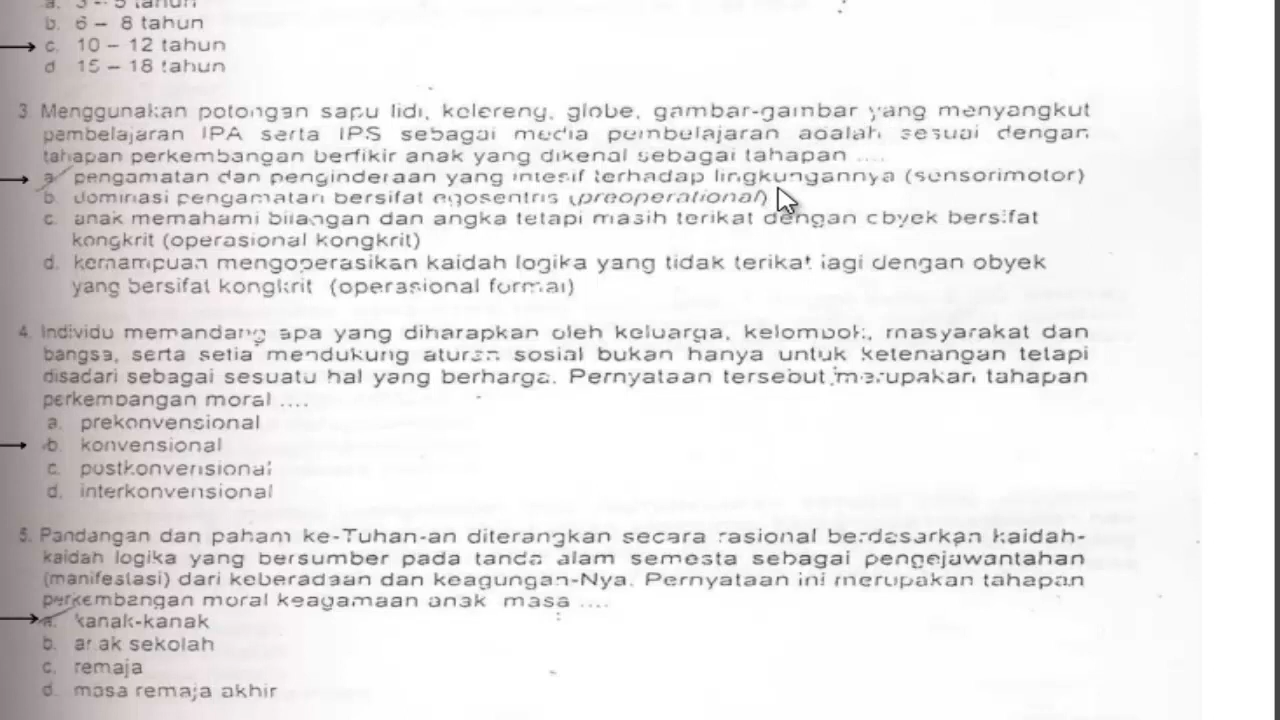 a. 3 – 5 tahun
b. 6 – 8 tahun
c. 10 – 12 tahun
d. 15 – 18 tahun
3. Menggunakan potongan sapu lidi, kelereng, globe, gambar-gambar yang menyangkut
pembelajaran IPA serta IPS sebagai media pembelajaran adalah sesuai dengan
tahapan perkembangan berfikir anak yang dikenal sebagai tahapan ....
a. pengamatan dan penginderaan yang intesif terhadap lingkungannya (sensorimotor)
b. dominasi pengamatan bersifat egosentris (preoperational)
c. anak memahami bilangan dan angka tetapi masih terikat dengan obyek bersifat
kongkrit (operasional kongkrit)
d. kemampuan mengoperasikan kaidah logika yang tidak terikat lagi dengan obyek
yang bersifat kongkrit (operasional formal)
4. Individu memandang apa yang diharapkan oleh keluarga, kelompok, masyarakat dan
bangsa, serta setia mendukung aturan sosial bukan hanya untuk ketenangan tetapi
disadari sebagai sesuatu hal yang berharga. Pernyataan tersebut merupakan tahapan
perkembangan moral ....
a. prekonvensional
b. konvensional
c. postkonvensional
d. interkonvensional
5. Pandangan dan paham ke-Tuhan-an diterangkan secara rasional berdasarkan kaidah-
kaidah logika yang bersumber pada tanda alam semesta sebagai pengejawantahan
(manifestasi) dari keberadaan dan keagungan-Nya. Pernyataan ini merupakan tahapan
perkembangan moral keagamaan anak masa ....
a. kanak-kanak
b. anak sekolah
c. remaja
d. masa remaja akhir